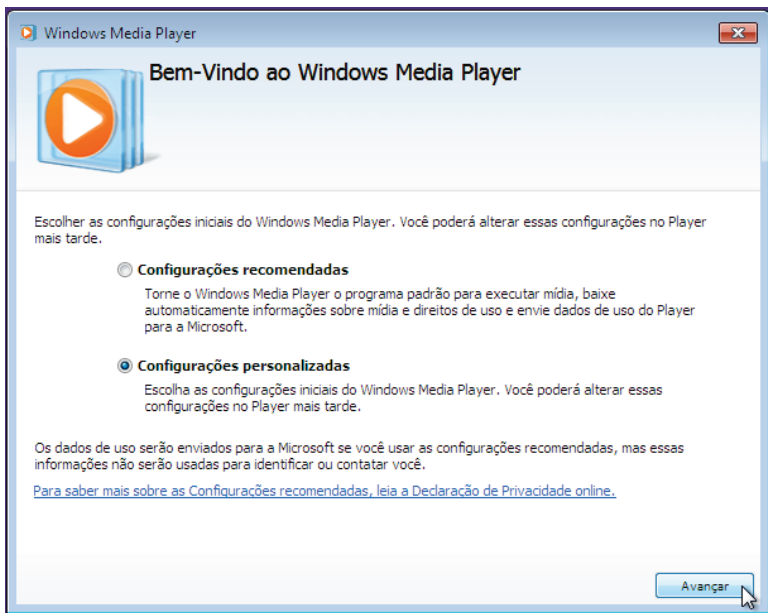 Windows Media Player
Bem-Vindo ao Windows Media Player
Escolher as configurações iniciais do Windows Media Player. Você poderá alterar essas configurações no Player
mais tarde.
Configurações recomendadas
Torne o Windows Media Player o programa padrão para executar mídia, baixe
automaticamente informações sobre mídia e direitos de uso e envie dados de uso do Player
para a Microsoft.
Configurações personalizadas
Escolha as configurações iniciais do Windows Media Player. Você poderá alterar essas
configurações no Player mais tarde.
Os dados de uso serão enviados para a Microsoft se você usar as configurações recomendadas, mas essas
informações não serão usadas para identificar ou contatar você.
Para saber mais sobre as Configurações recomendadas, leia a Declaração de Privacidade online.
Avançar